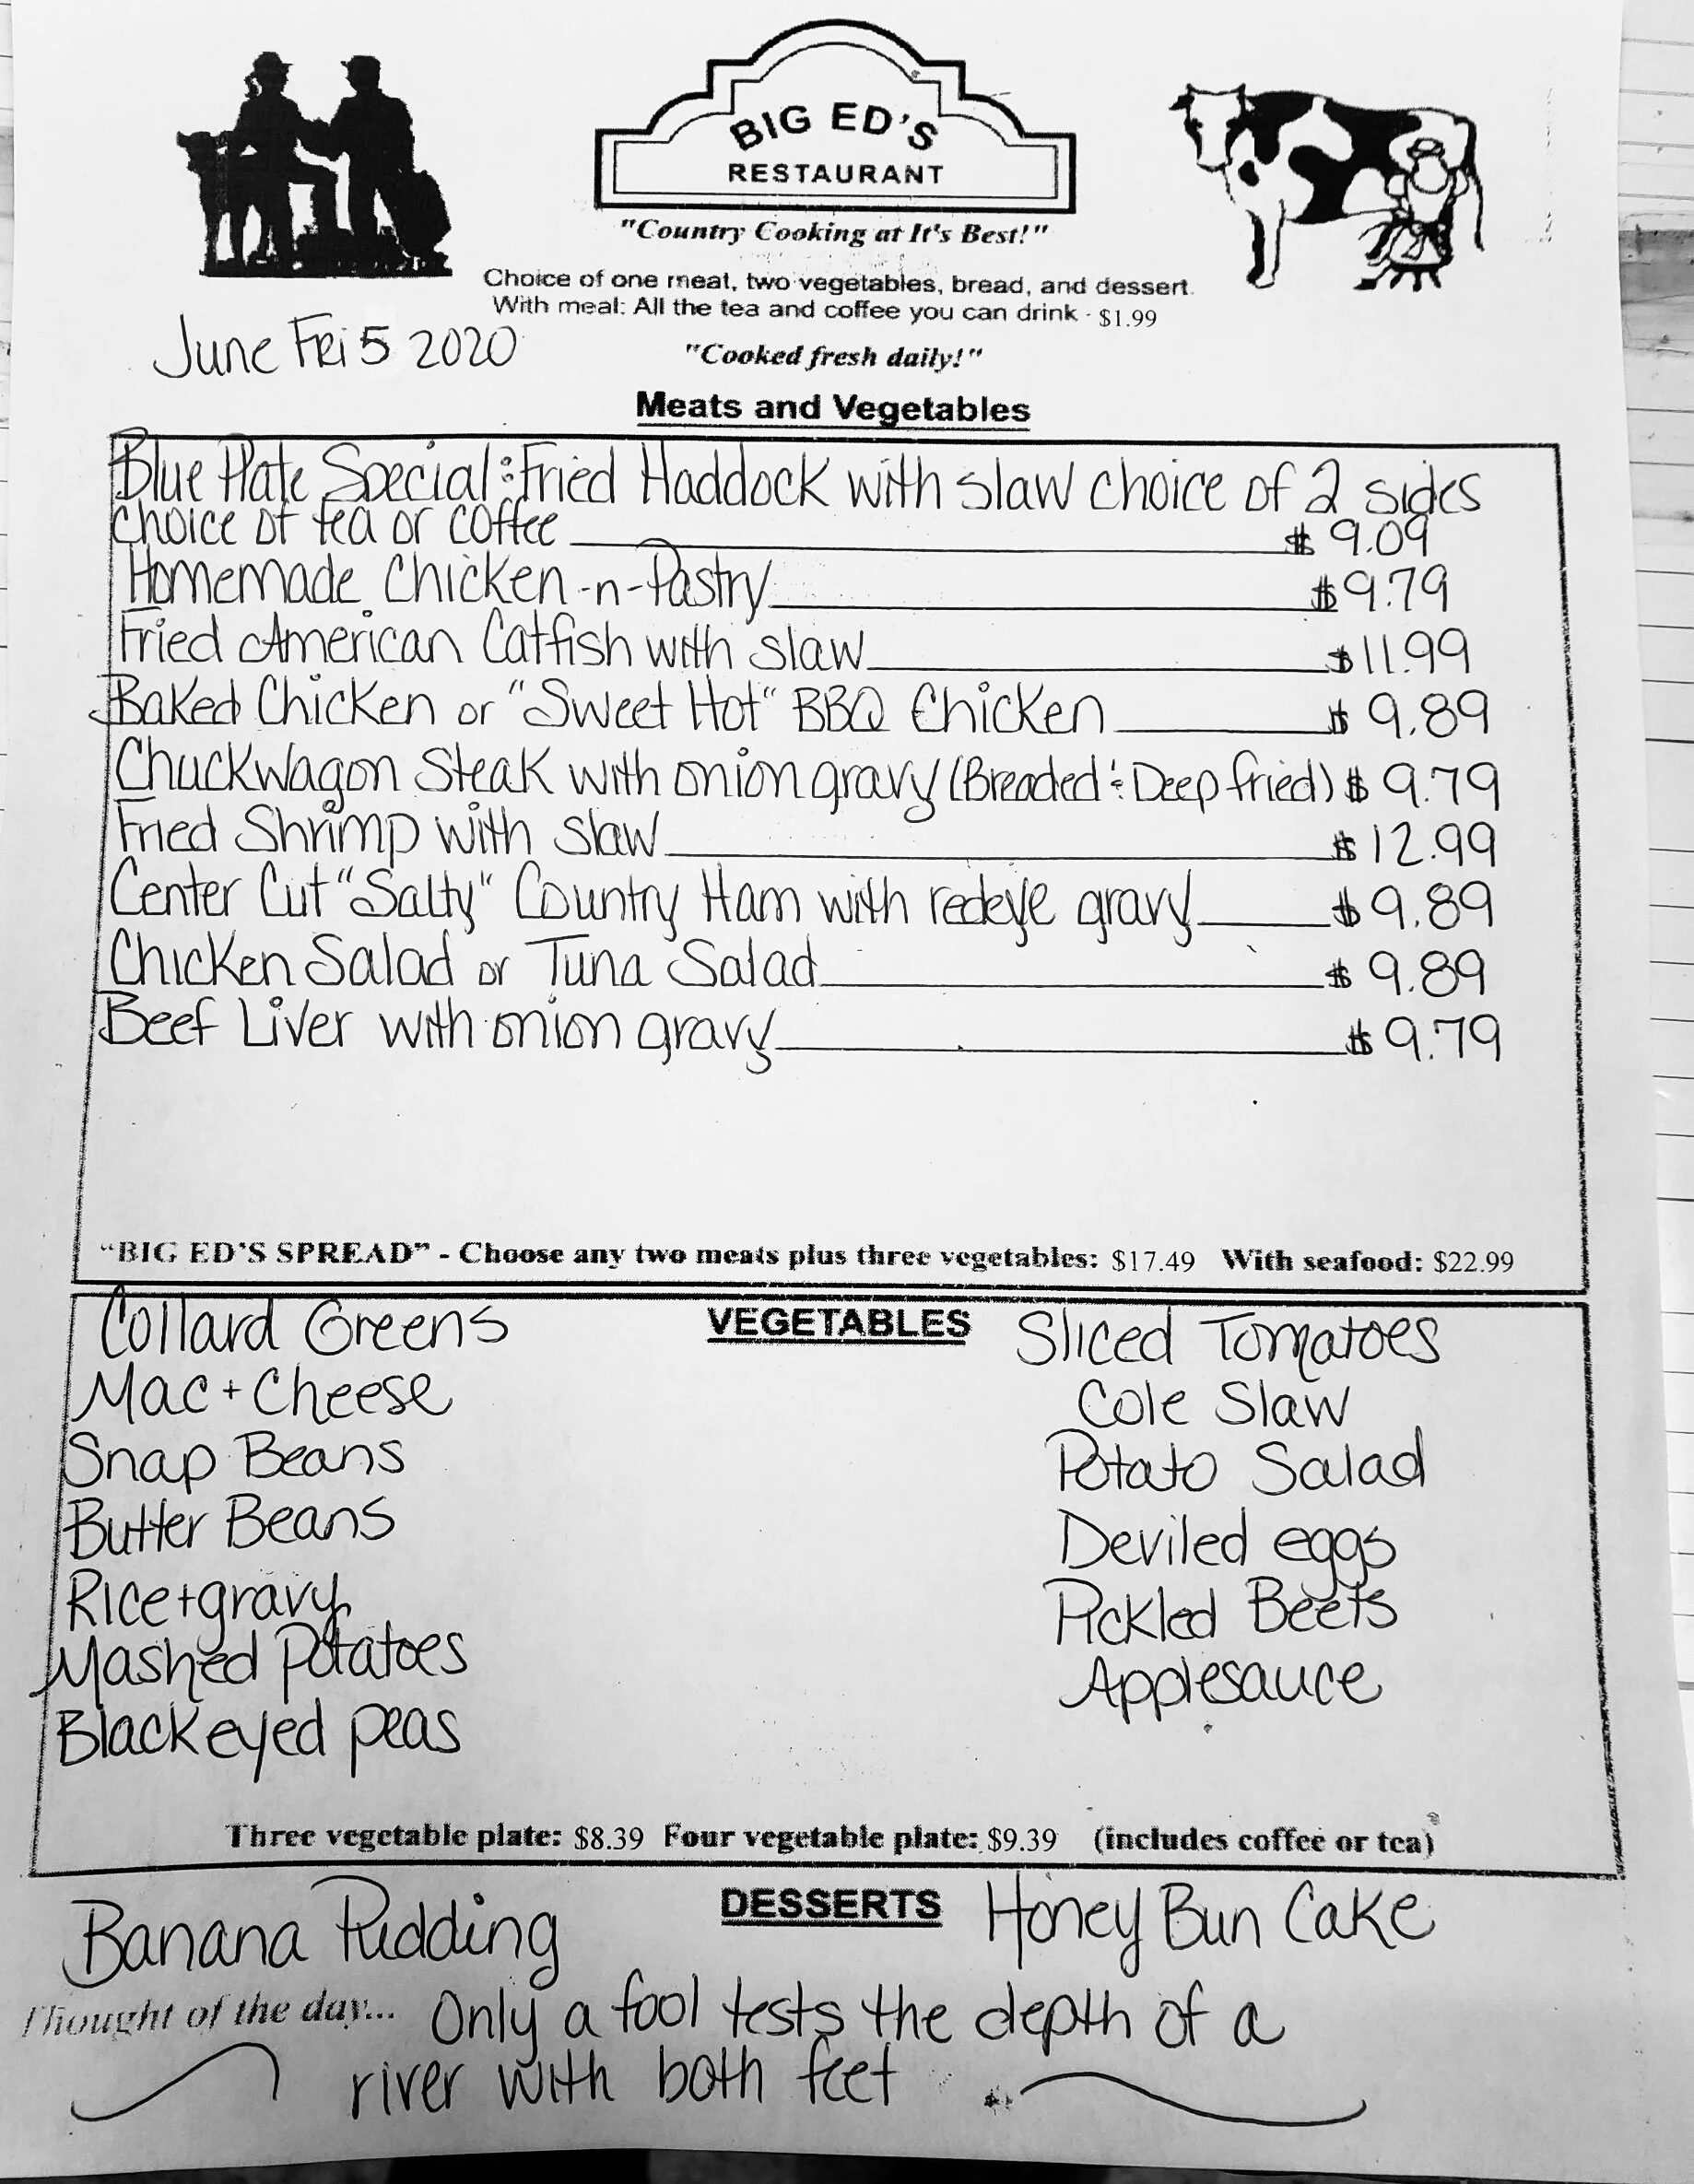 BIG ED'S
RESTAURANT
"Country Cooking at It's Best!"
Choice of one meat, two vegetables, bread, and dessert.
With meal: All the tea and coffee you can drink - $1.99
June Fri 5 2020
"Cooked fresh daily!"
Meats and Vegetables
Blue Plate Special: Fried Haddock with slaw choice of 2 sides
choice of tea or coffee $ 9.09
Homemade Chicken-n-Pastry $9.79
Fried American Catfish with slaw $11.99
Baked Chicken or "Sweet Hot" BBQ Chicken $ 9.89
Chuckwagon Steak with onion gravy (Breaded & Deep fried) $ 9.79
Fried Shrimp with slaw $ 12.99
Center Cut "Salty" Country Ham with redeye gravy $ 9.89
Chicken Salad or Tuna Salad $ 9.89
Beef Liver with onion gravy $ 9.79
"BIG ED'S SPREAD" - Choose any two meats plus three vegetables: $17.49 With seafood: $22.99
VEGETABLES
Collard Greens
Mac + Cheese
Snap Beans
Butter Beans
Rice + gravy
Mashed Potatoes
Blackeyed peas
Sliced Tomatoes
Cole Slaw
Potato Salad
Deviled eggs
Pickled Beets
Applesauce
Three vegetable plate: $8.39 Four vegetable plate: $9.39 (includes coffee or tea)
DESSERTS
Banana Pudding Honey Bun Cake
Thought of the day... Only a fool tests the depth of a
river with both feet